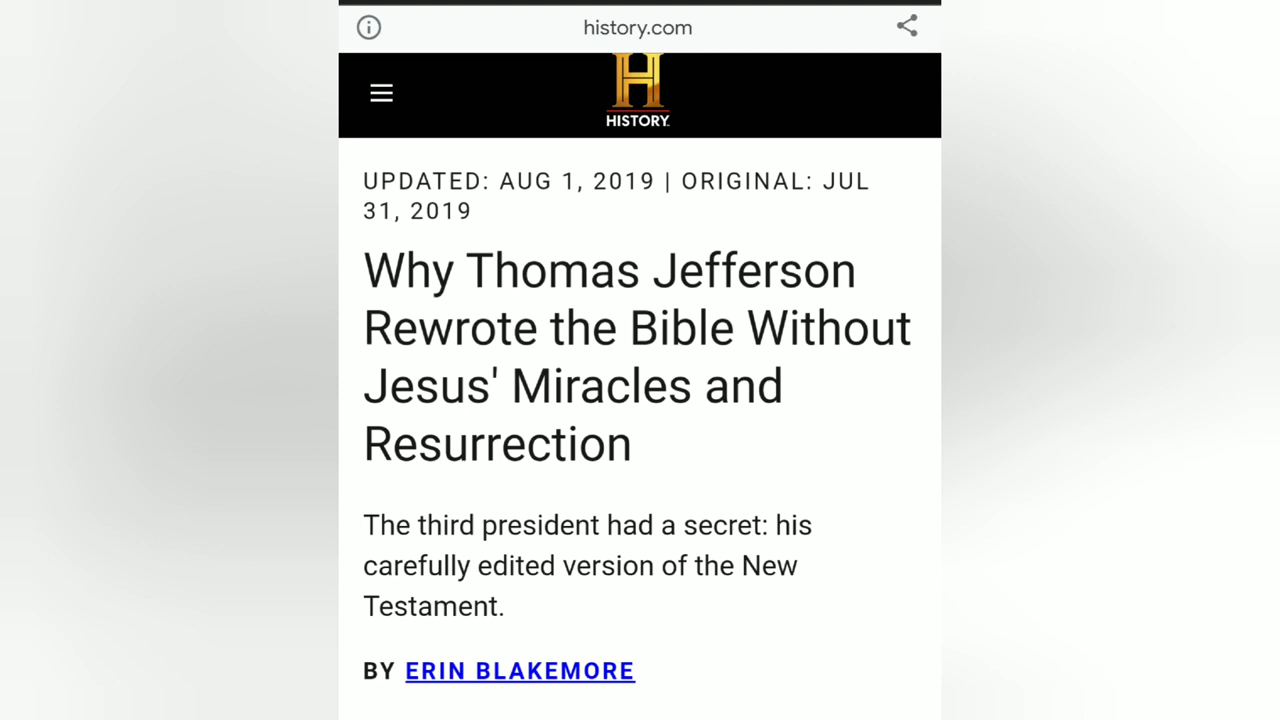 history.com
H
HISTORY.
UPDATED: AUG 1, 2019 | ORIGINAL: JUL
31, 2019
Why Thomas Jefferson
Rewrote the Bible Without
Jesus' Miracles and
Resurrection
The third president had a secret: his
carefully edited version of the New
Testament.
BY ERIN BLAKEMORE